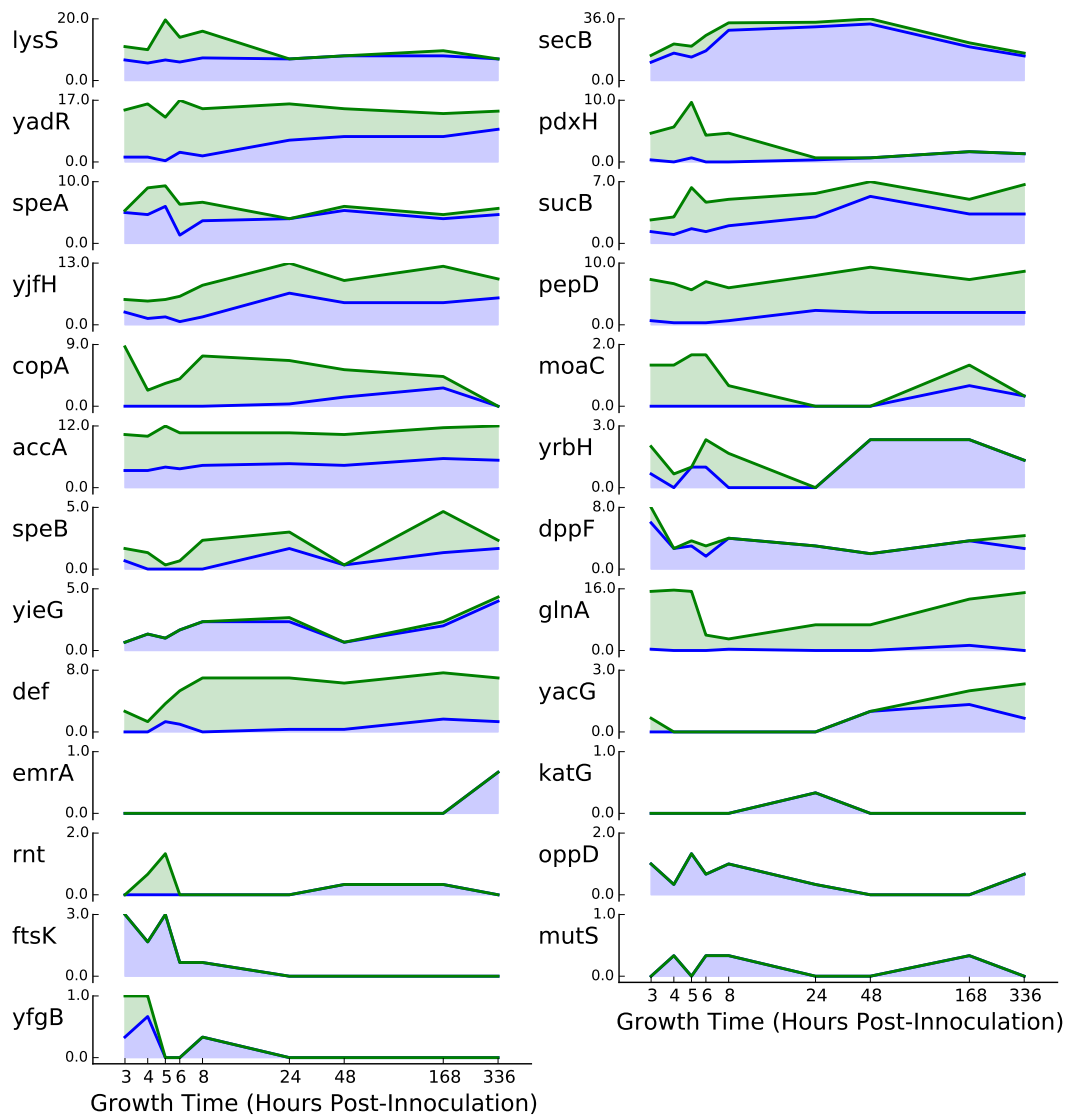 lysS 20.0 0.0
secB 36.0 0.0
yadR 17.0 0.0
pdxH 10.0 0.0
speA 10.0 0.0
sucB 7.0 0.0
yjfH 13.0 0.0
pepD 10.0 0.0
copA 9.0 0.0
moaC 2.0 0.0
accA 12.0 0.0
yrbH 3.0 0.0
speB 5.0 0.0
dppF 8.0 0.0
yieG 5.0 0.0
glnA 16.0 0.0
def 8.0 0.0
yacG 3.0 0.0
emrA 1.0 0.0
katG 1.0 0.0
rnt 2.0 0.0
oppD 2.0 0.0
ftsK 3.0 0.0
mutS 1.0 0.0
3 4 5 6 8 24 48 168 336
Growth Time (Hours Post-Innoculation)
yfgB 1.0 0.0
3 4 5 6 8 24 48 168 336
Growth Time (Hours Post-Innoculation)